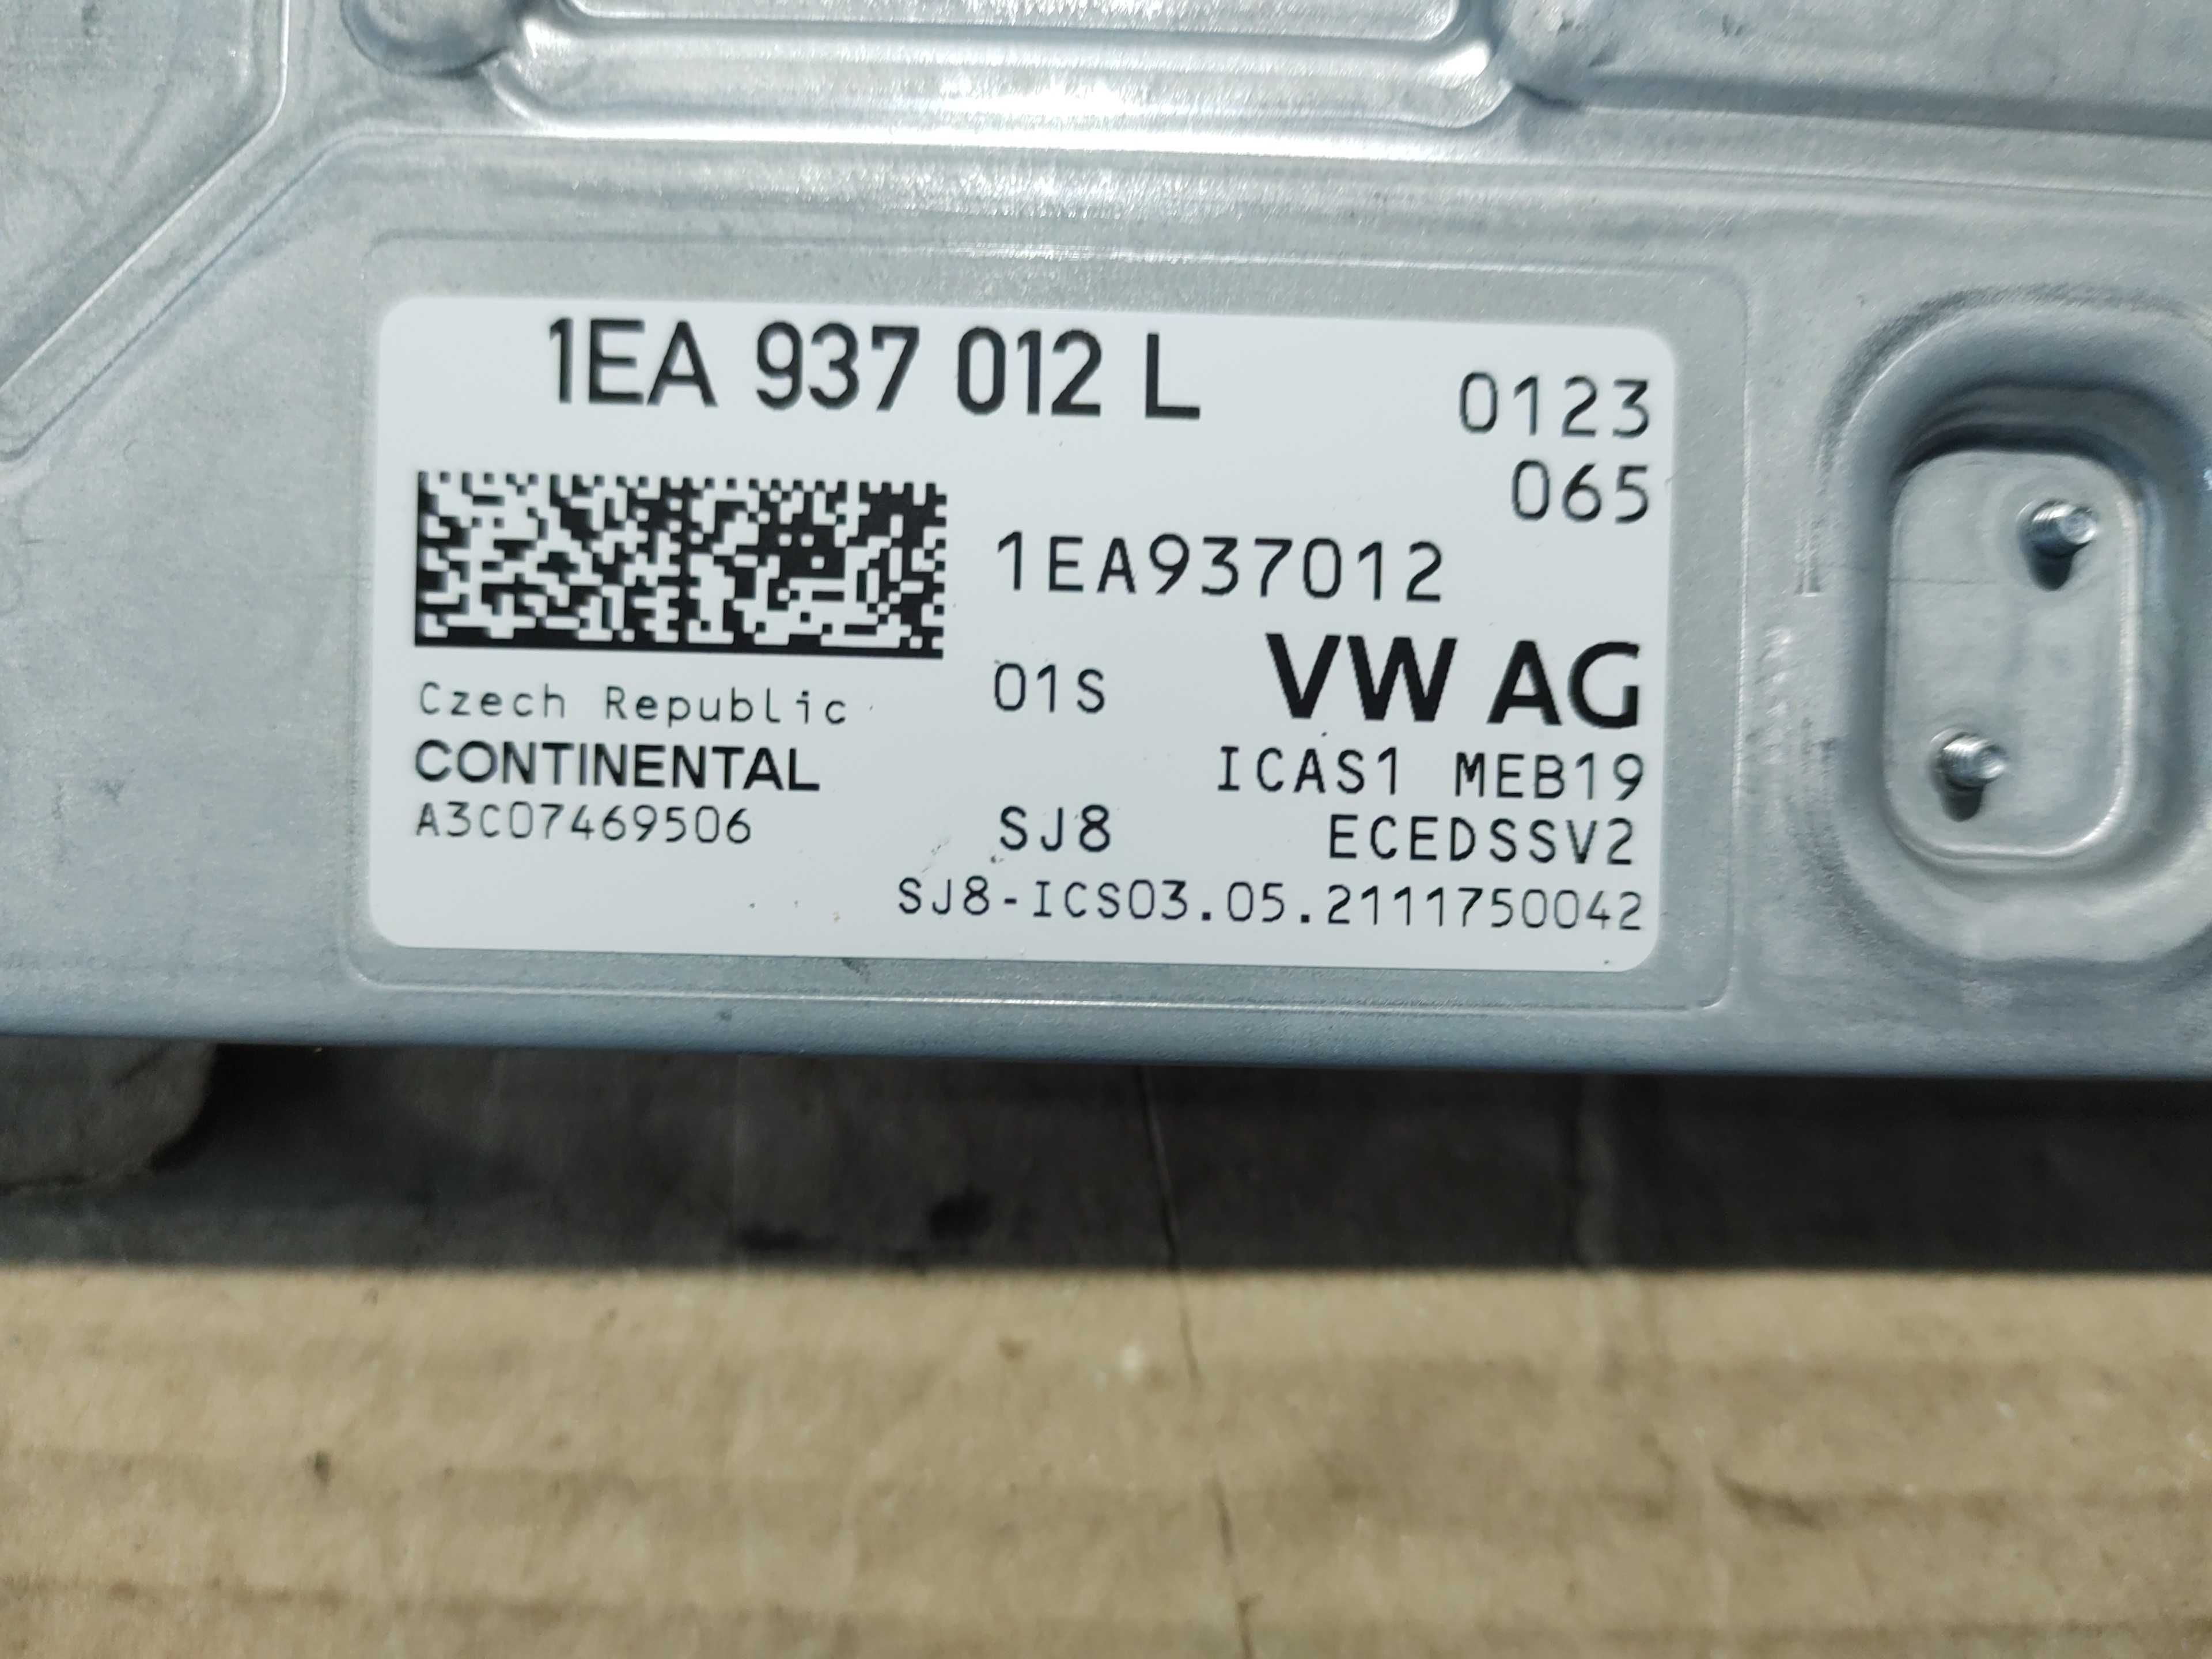 1EA 937 012 L
0123
065
1EA937012
01S VW AG
Czech Republic
CONTINENTAL ICAS1 MEB19
A3C07469506 SJ8 ECEDSSV2
SJ8-ICS03.05.2111750042